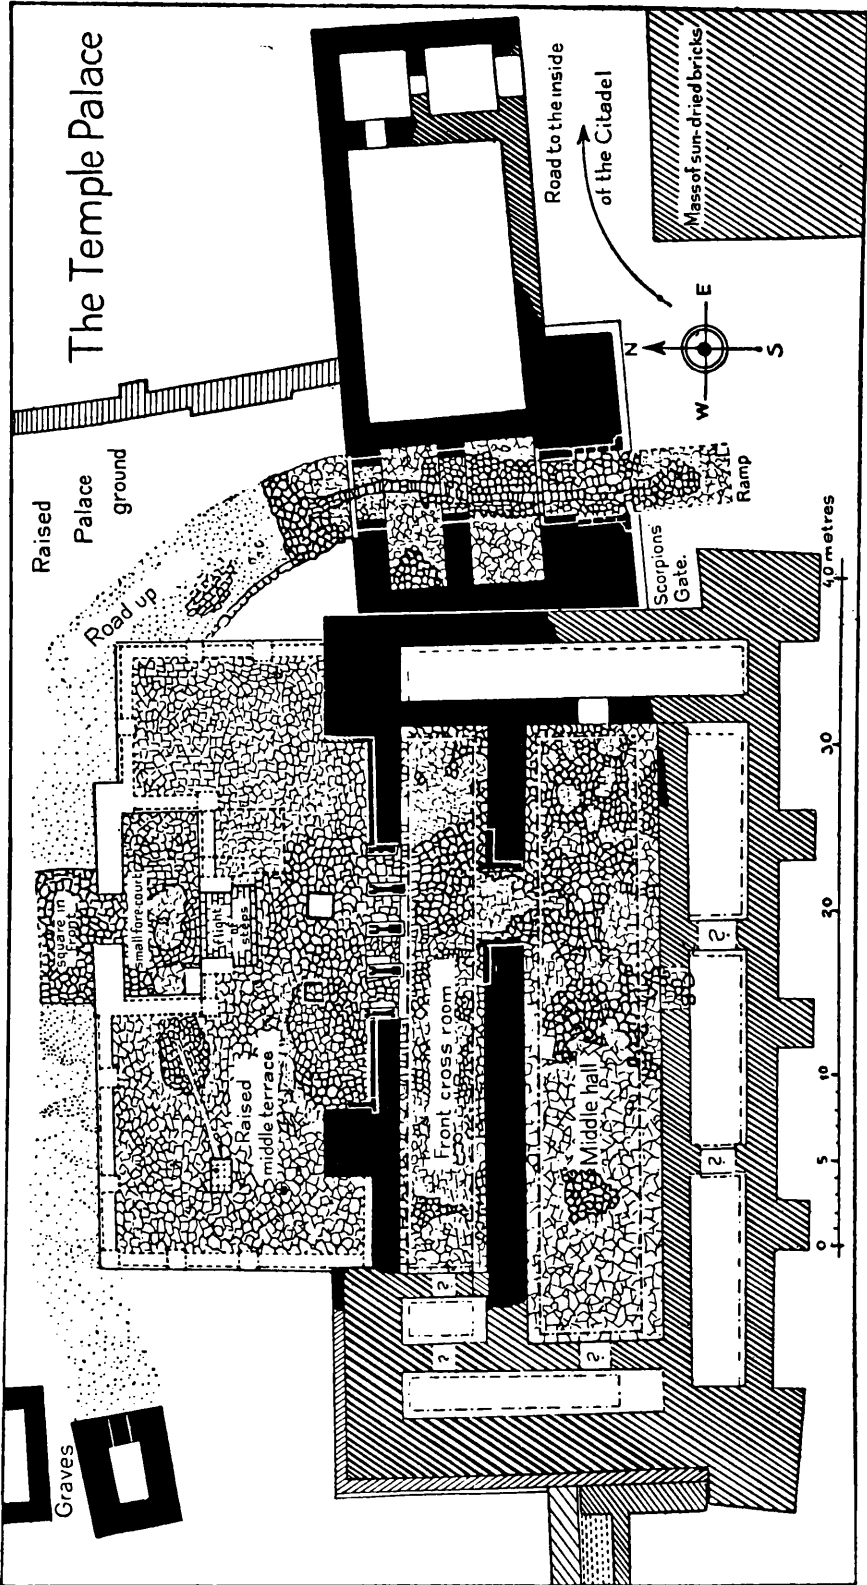 The Temple Palace
Raised
Palace
ground
Road up
Graves
square in
front
small fore-court
flight
of
steps
Raised
middle terrace
Front cross room
Middle hall
?
?
?
?
?
Scorpions
Gate.
Ramp
Road to the inside
of the Citadel
Mass of sun-dried bricks
N
W
E
S
0
5
10
20
30
40 metres